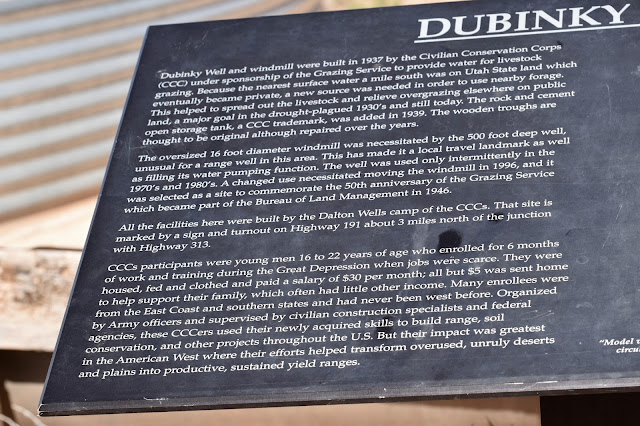 DUBINKY
Dubinky Well and windmill were built in 1937 by the Civilian Conservation Corps
(CCC) under sponsorship of the Grazing Service to provide water for livestock
grazing. Because the nearest surface water a mile south was on Utah State land which
eventually became private, a new source was needed in order to use nearby forage.
This helped to spread out the livestock and relieve overgrazing elsewhere on public
land, a major goal in the drought-plagued 1930's and still today. The rock and cement
open storage tank, a CCC trademark, was added in 1939. The wooden troughs are
thought to be original although repaired over the years.
The oversized 16 foot diameter windmill was necessitated by the 500 foot deep well,
unusual for a range well in this area. This has made it a local travel landmark as well
as filling its water pumping function. The well was used only intermittently in the
1970's and 1980's. A changed use necessitated moving the windmill in 1996, and it
was selected as a site to commemorate the 50th anniversary of the Grazing Service
which became part of the Bureau of Land Management in 1946.
All the facilities here were built by the Dalton Wells camp of the CCCs. That site is
marked by a sign and turnout on Highway 191 about 3 miles north of the junction
with Highway 313.
CCCs participants were young men 16 to 22 years of age who enrolled for 6 months
of work and training during the Great Depression when jobs were scarce. They were
housed, fed and clothed and paid a salary of $30 per month; all but $5 was sent home
to help support their family, which often had little other income. Many enrollees were
from the East Coast and southern states and had never been west before. Organized
by Army officers and supervised by civilian construction specialists and federal
agencies, these CCCers used their newly acquired skills to build range, soil
conservation, and other projects throughout the U.S. But their impact was greatest
in the American West where their efforts helped transform overused, unruly deserts
and plains into productive, sustained yield ranges.
"Model